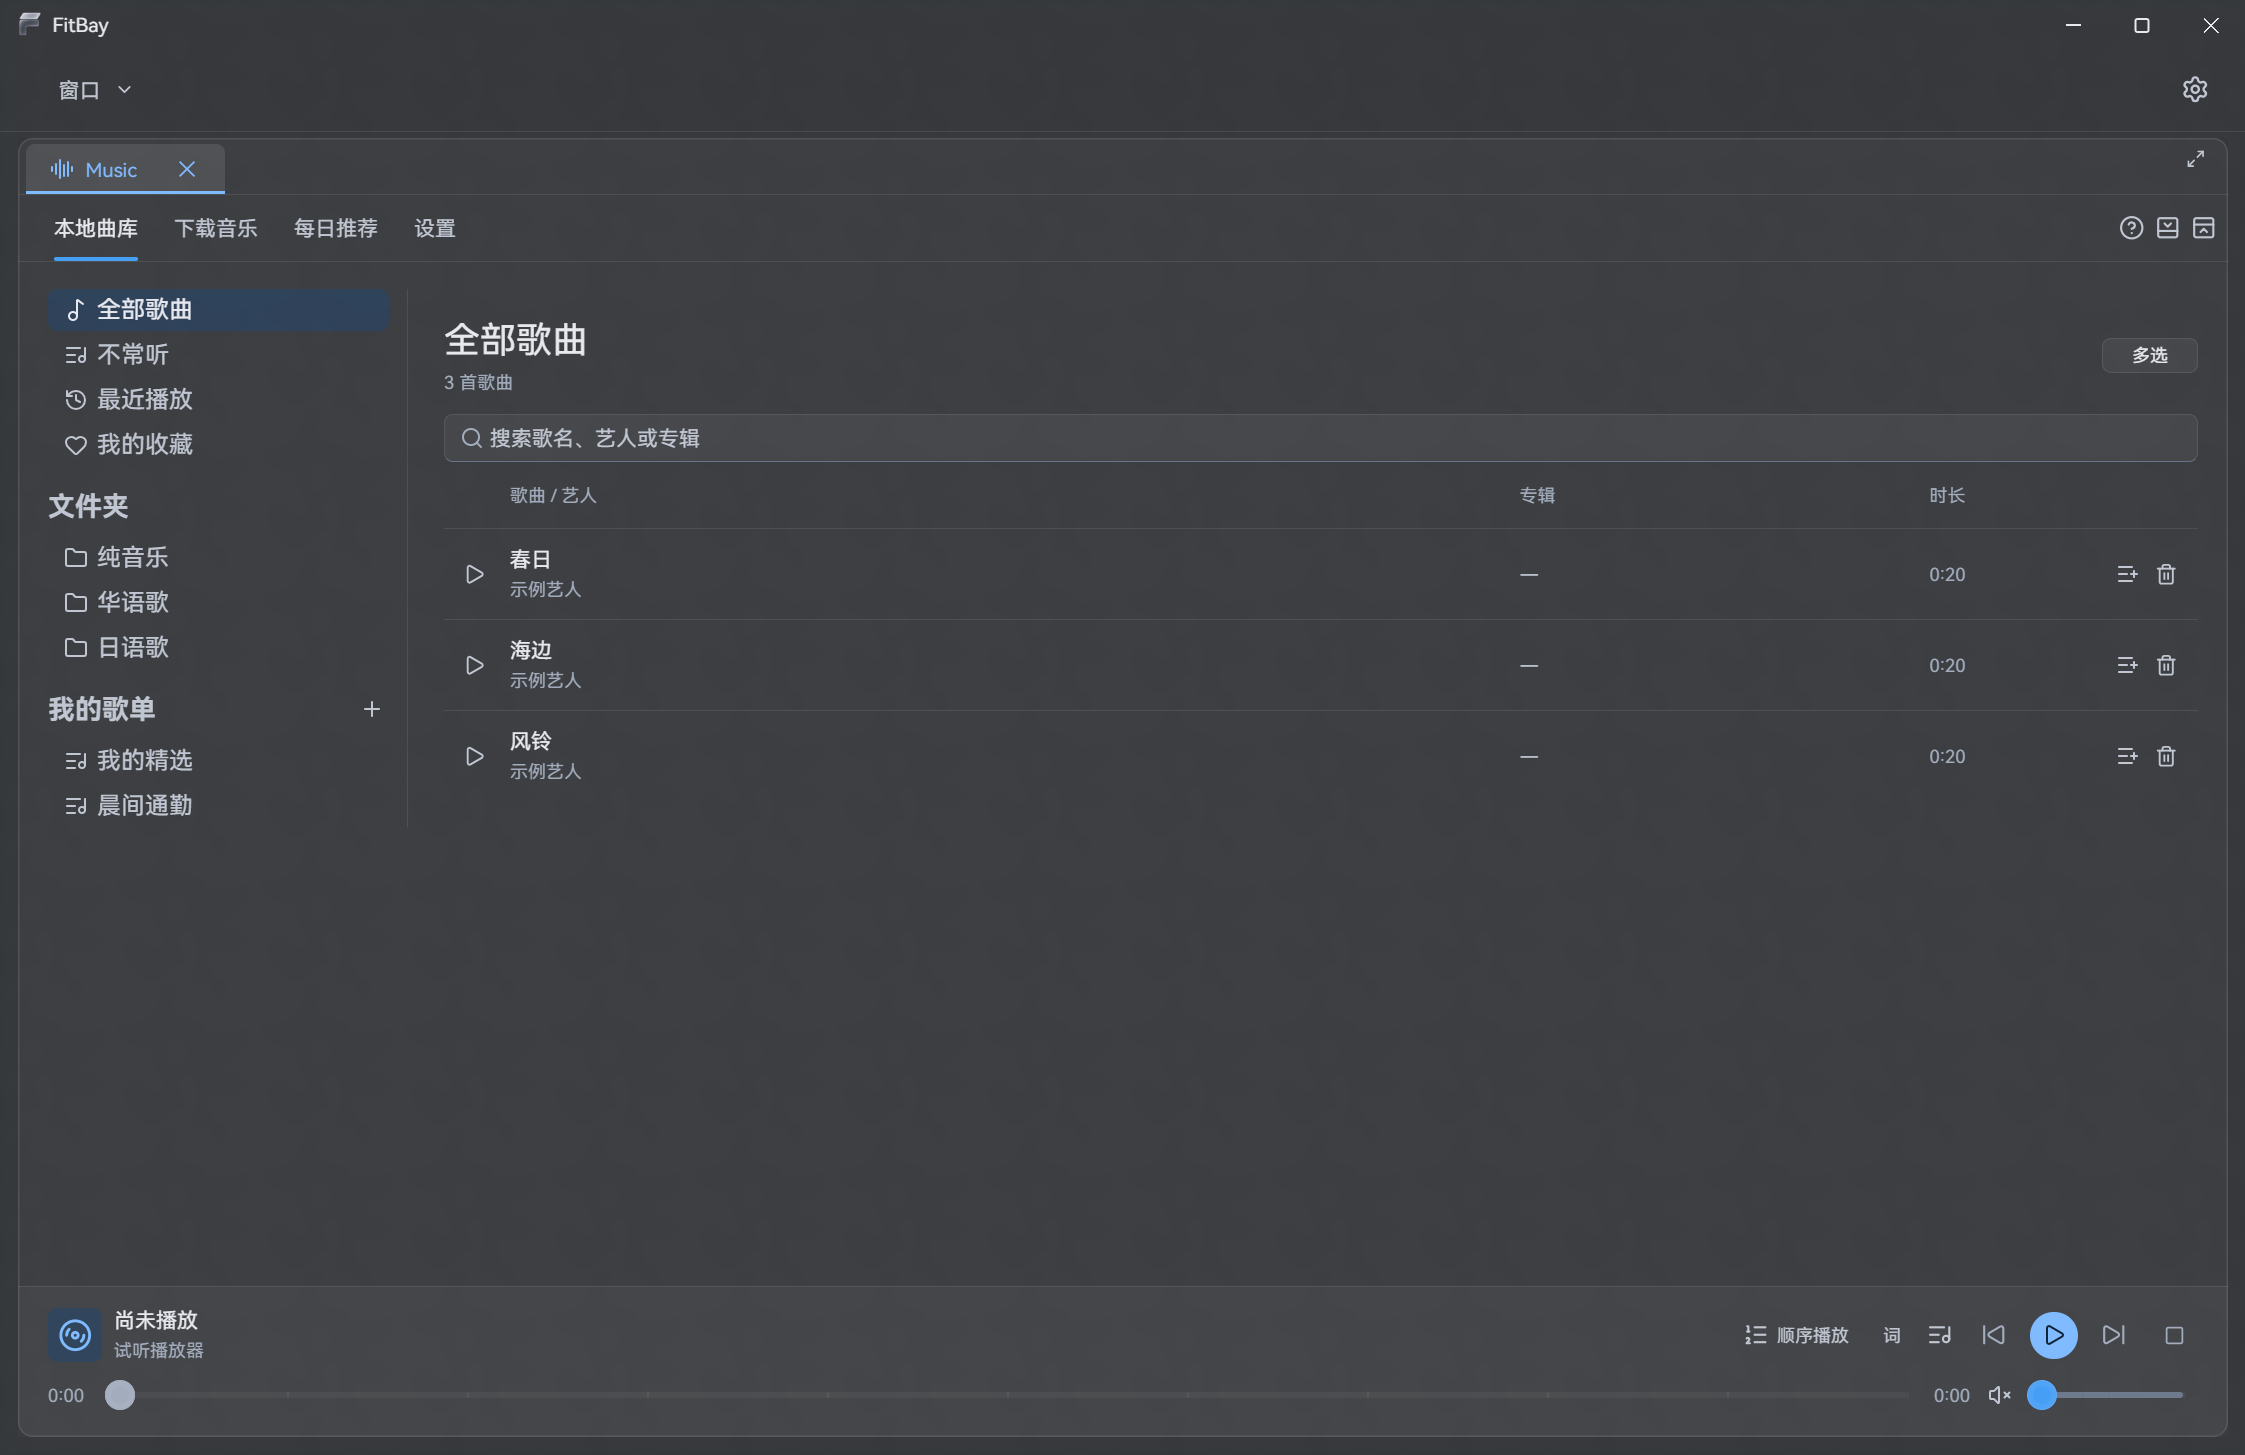 FitBay
窗口
Music
本地曲库 下载音乐 每日推荐 设置
全部歌曲
不常听
最近播放
我的收藏
文件夹
纯音乐
华语歌
日语歌
我的歌单
我的精选
晨间通勤
全部歌曲
3 首歌曲
多选
搜索歌名、艺人或专辑
歌曲 / 艺人 专辑 时长
春日
示例艺人
— 0:20
海边
示例艺人
— 0:20
风铃
示例艺人
— 0:20
尚未播放
试听播放器
顺序播放 词
0:00 0:00